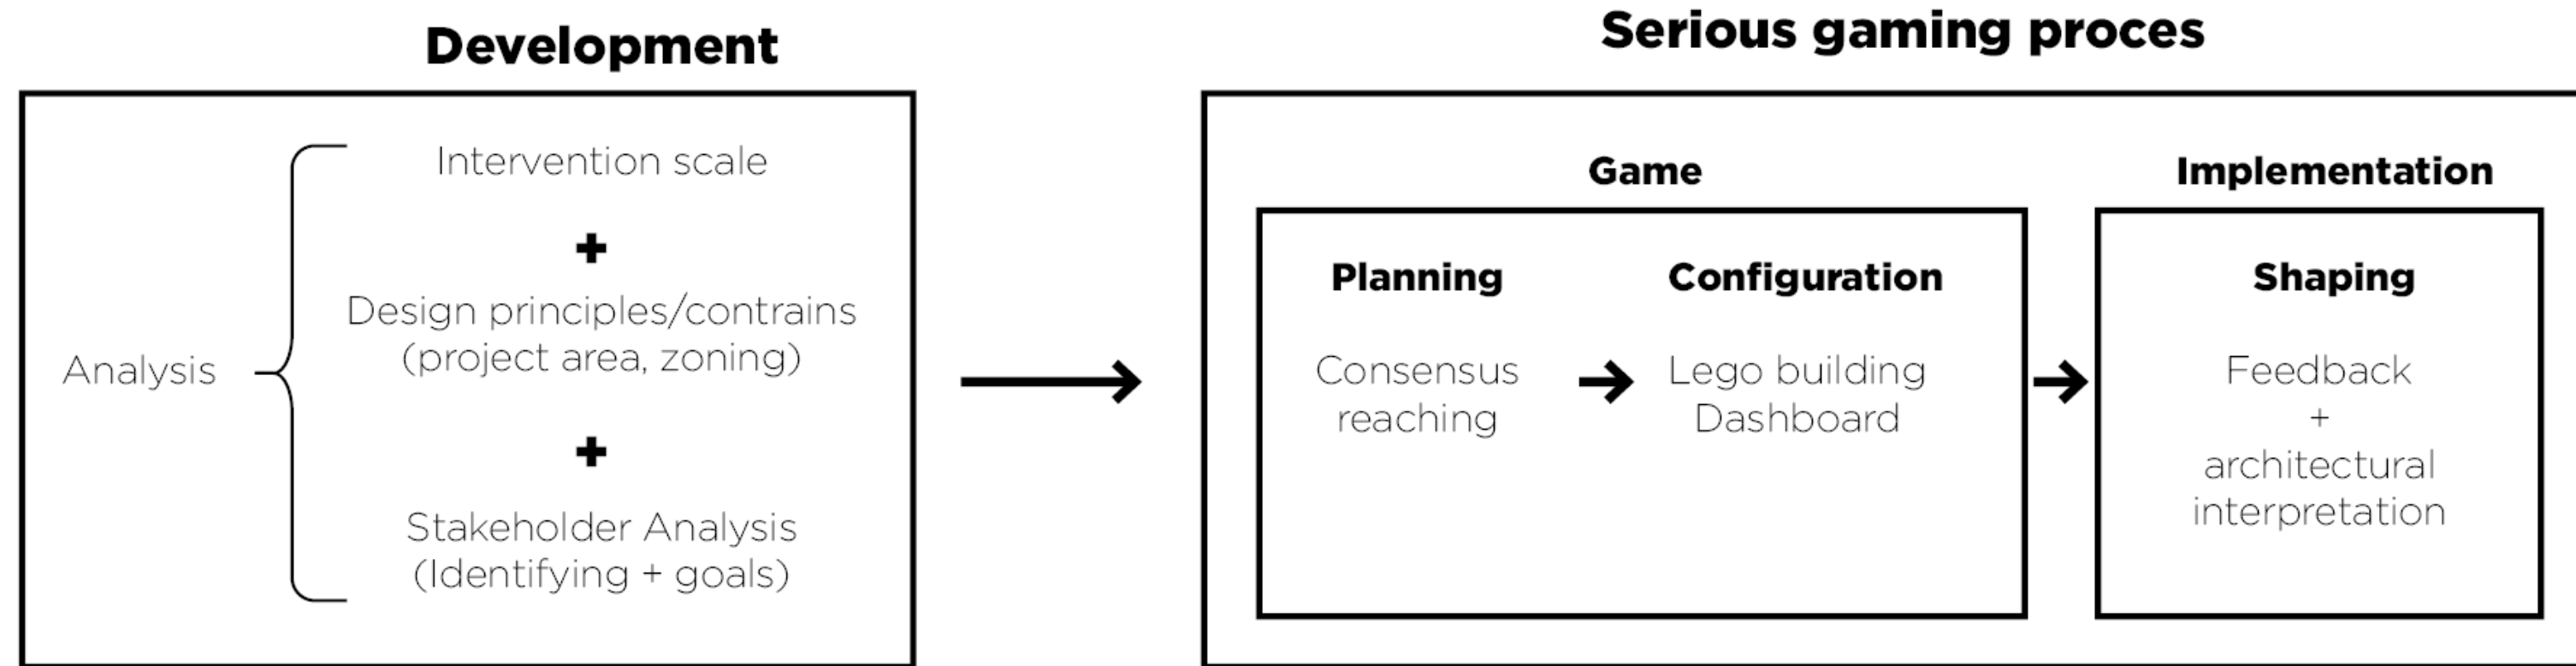 Development
Analysis
Intervention scale
+
Design principles/contrains
(project area, zoning)
+
Stakeholder Analysis
(Identifying + goals)
Serious gaming proces
Game
Planning
Consensus
reaching
Configuration
Lego building
Dashboard
Implementation
Shaping
Feedback
+
architectural
interpretation